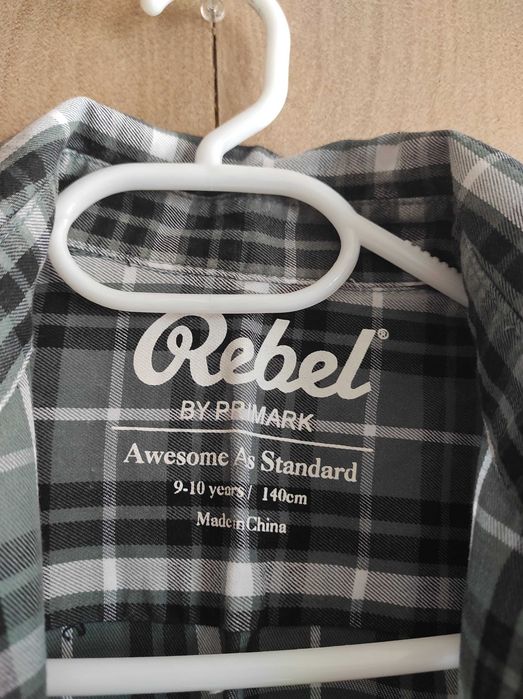 Rebel®
BY PRIMARK
Awesome As Standard
9-10 years / 140cm
Made in China